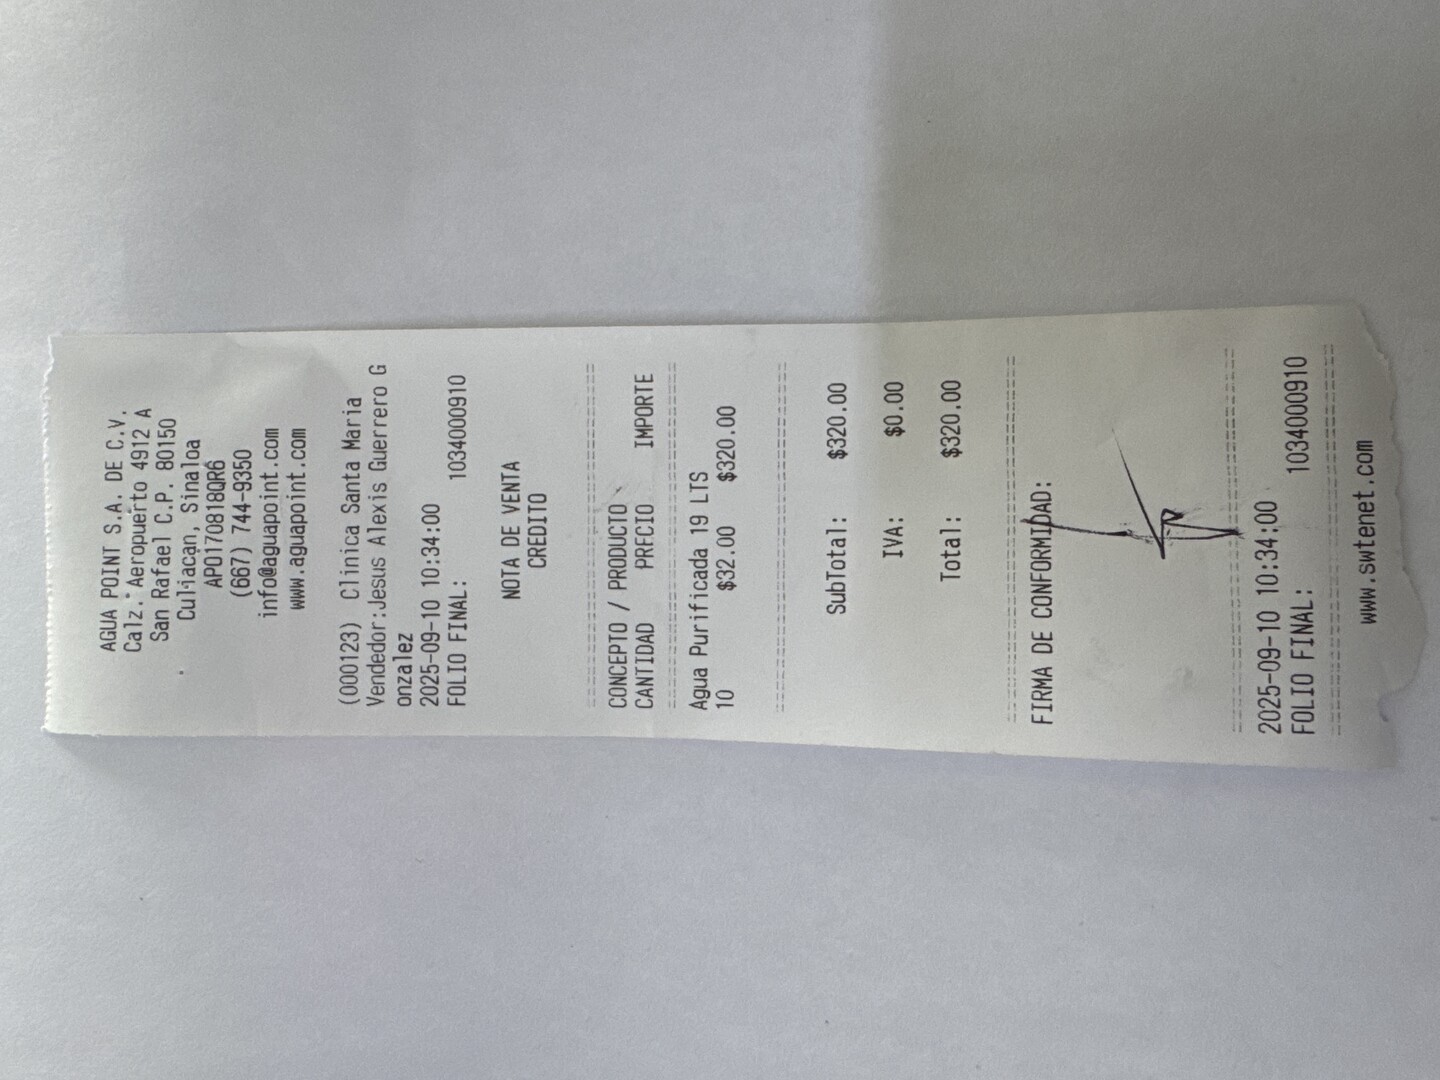 AGUA POINT S.A. DE C.V.
Calz. Aeropuerto 4912 A
San Rafael C.P. 80150
Culiacan, Sinaloa
APO170818QR6
(667) 744-9350
info@aguapoint.com
www.aguapoint.com
(000123) Clinica Santa Maria
Vendedor:Jesus Alexis Guerrero G
onzalez
2025-09-10 10:34:00
FOLIO FINAL: 1034000910
NOTA DE VENTA
CREDITO
CONCEPTO / PRODUCTO
CANTIDAD PRECIO IMPORTE
Agua Purificada 19 LTS
10 $32.00 $320.00
SubTotal: $320.00
IVA: $0.00
Total: $320.00
FIRMA DE CONFORMIDAD:
2025-09-10 10:34:00
FOLIO FINAL: 1034000910
www.swtenet.com